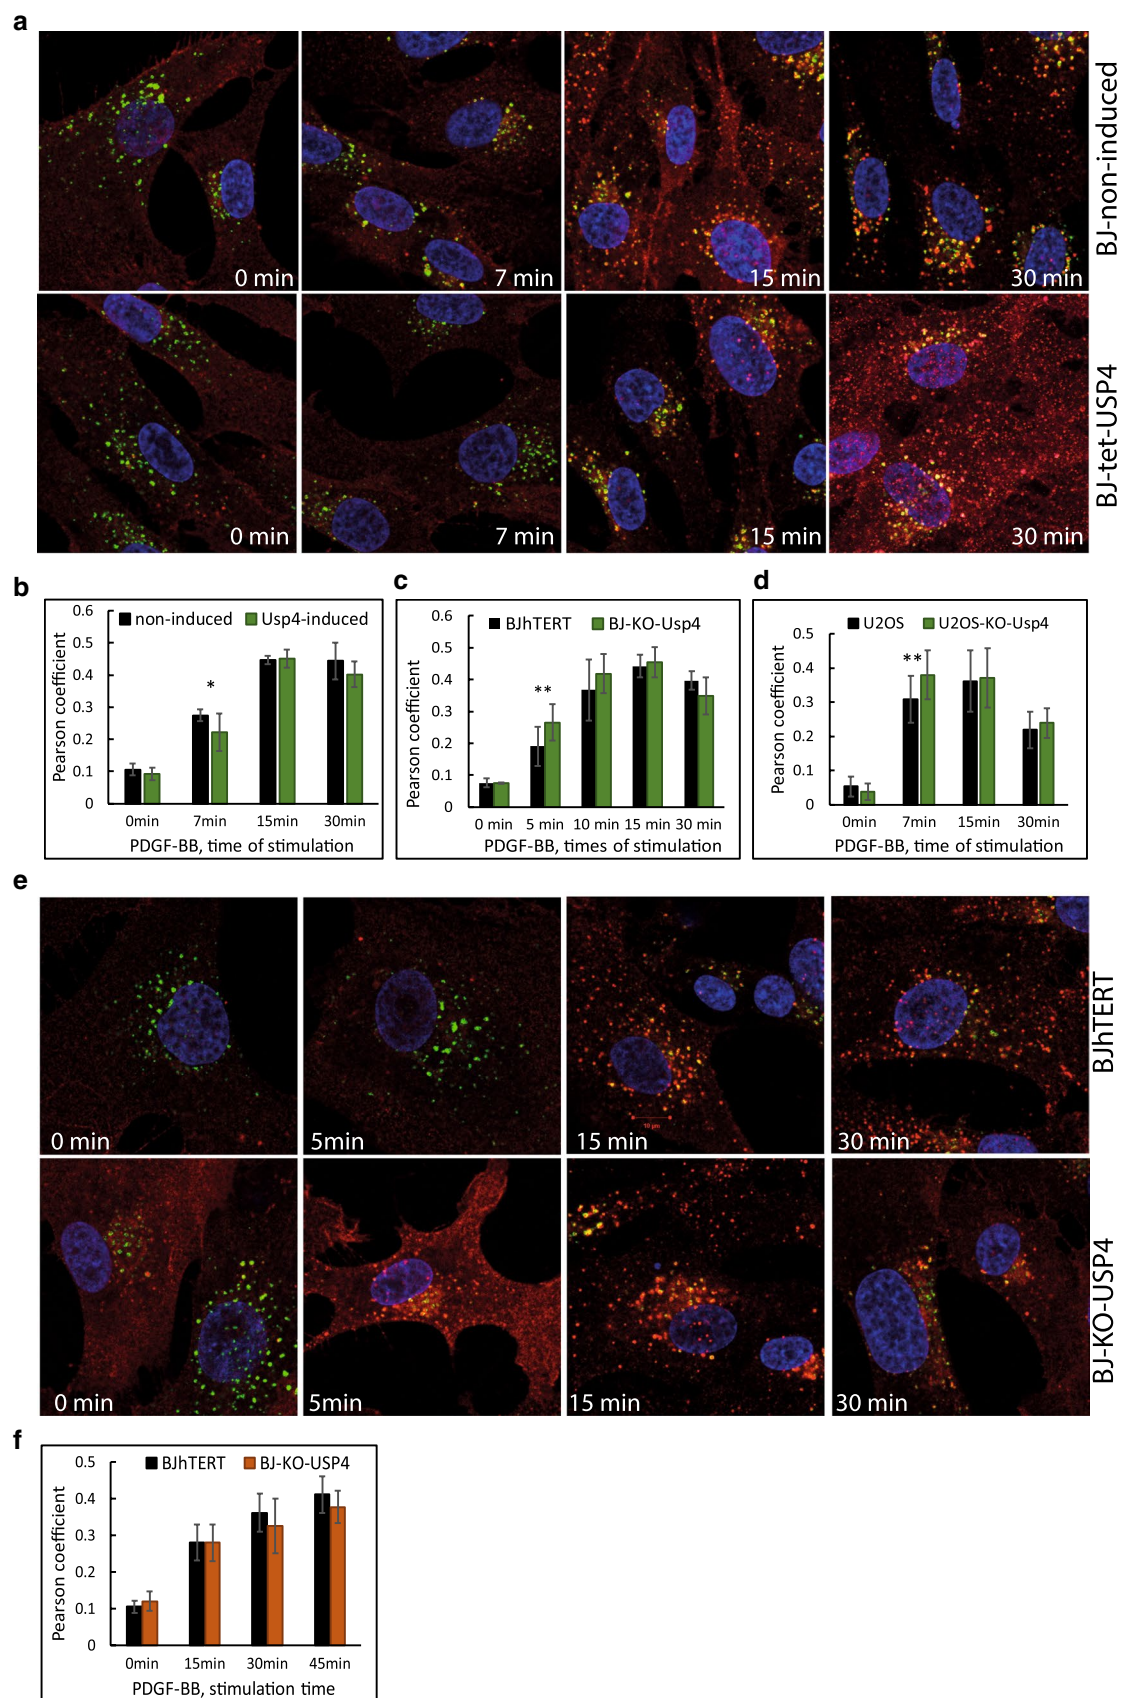 a
0 min
7 min
15 min
30 min
BJ-non-induced
0 min
7 min
15 min
30 min
BJ-tet-USP4
b
non-induced
Usp4-induced
Pearson coefficient
0.6
0.5
0.4
0.3
0.2
0.1
0
*
0min
7min
15min
30min
PDGF-BB, time of stimulation
c
BJhTERT
BJ-KO-Usp4
Pearson coefficient
0.6
0.5
0.4
0.3
0.2
0.1
0
**
0 min
5 min
10 min
15 min
30 min
PDGF-BB, times of stimulation
d
U2OS
U2OS-KO-Usp4
Pearson coefficient
0.5
0.4
0.3
0.2
0.1
0
**
0min
7min
15min
30min
PDGF-BB, time of stimulation
e
0 min
5min
15 min
10 µm
30 min
BJhTERT
0 min
5min
15 min
30 min
BJ-KO-USP4
f
BJhTERT
BJ-KO-USP4
Pearson coefficient
0.5
0.4
0.3
0.2
0.1
0
0min
15min
30min
45min
PDGF-BB, stimulation time